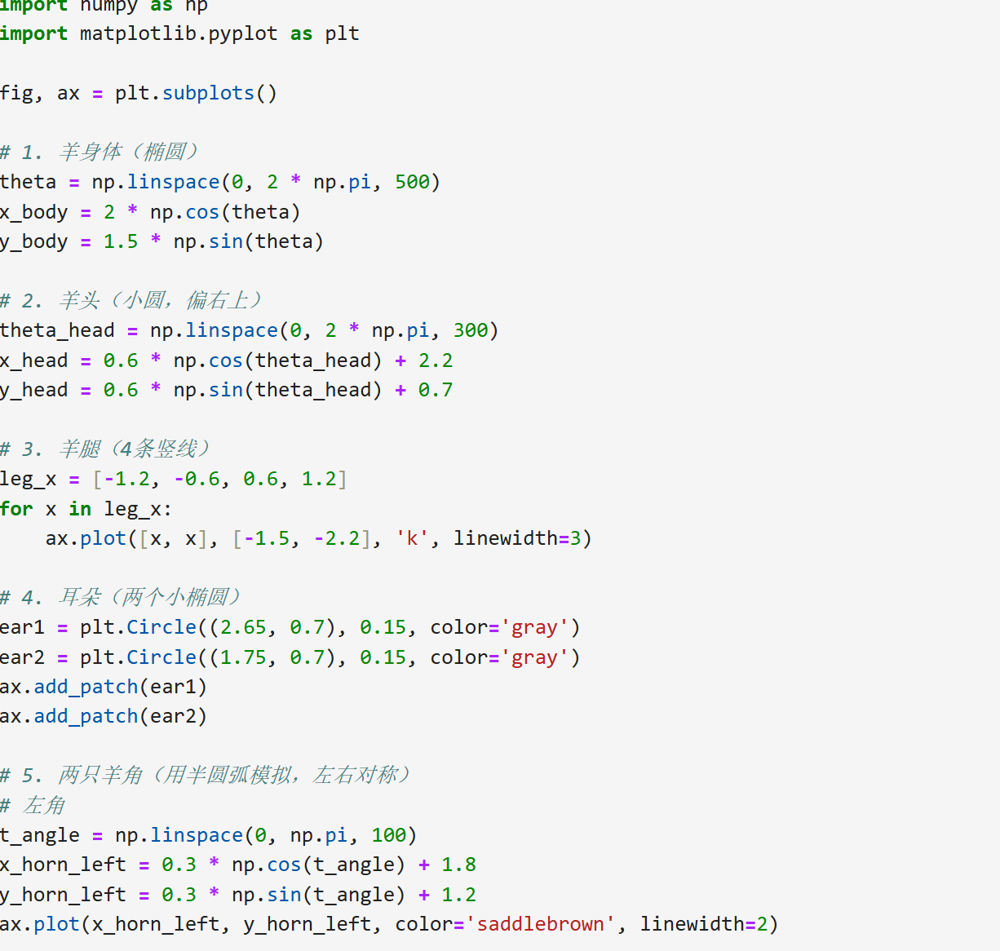 import numpy as np
import matplotlib.pyplot as plt
fig, ax = plt.subplots()
# 1. 羊身体（椭圆）
theta = np.linspace(0, 2 * np.pi, 500)
x_body = 2 * np.cos(theta)
y_body = 1.5 * np.sin(theta)
# 2. 羊头（小圆，偏右上）
theta_head = np.linspace(0, 2 * np.pi, 300)
x_head = 0.6 * np.cos(theta_head) + 2.2
y_head = 0.6 * np.sin(theta_head) + 0.7
# 3. 羊腿（4条竖线）
leg_x = [-1.2, -0.6, 0.6, 1.2]
for x in leg_x:
    ax.plot([x, x], [-1.5, -2.2], 'k', linewidth=3)
# 4. 耳朵（两个小椭圆）
ear1 = plt.Circle((2.65, 0.7), 0.15, color='gray')
ear2 = plt.Circle((1.75, 0.7), 0.15, color='gray')
ax.add_patch(ear1)
ax.add_patch(ear2)
# 5. 两只羊角（用半圆弧模拟，左右对称）
# 左角
t_angle = np.linspace(0, np.pi, 100)
x_horn_left = 0.3 * np.cos(t_angle) + 1.8
y_horn_left = 0.3 * np.sin(t_angle) + 1.2
ax.plot(x_horn_left, y_horn_left, color='saddlebrown', linewidth=2)